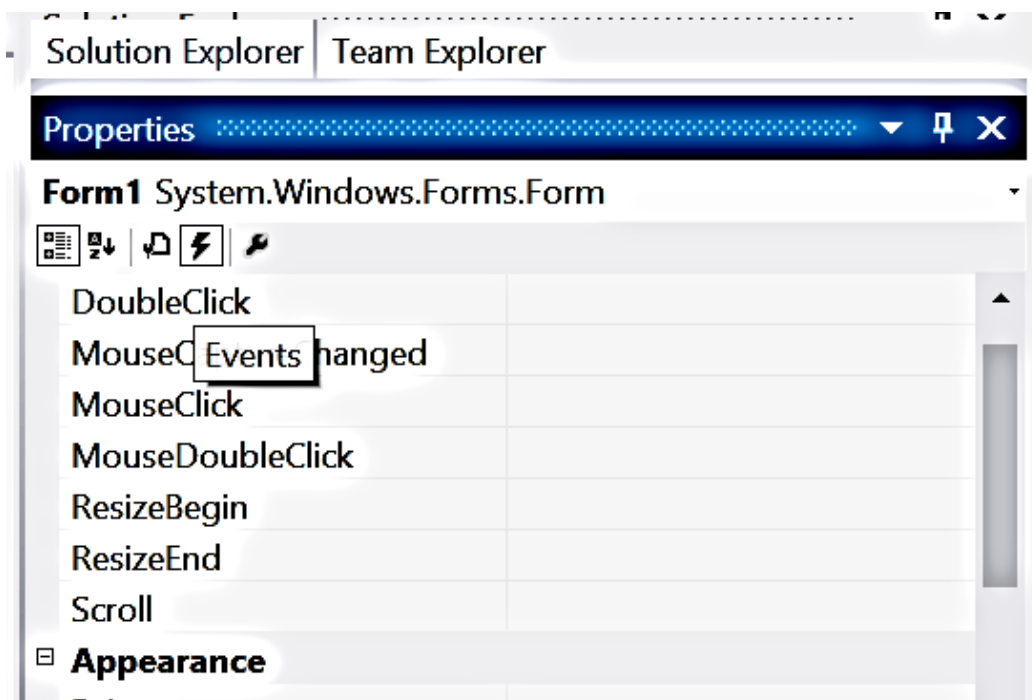 Solution Explorer Team Explorer
Properties
Form1 System.Windows.Forms.Form
DoubleClick
MouseC hanged
Events
MouseClick
MouseDoubleClick
ResizeBegin
ResizeEnd
Scroll
Appearance